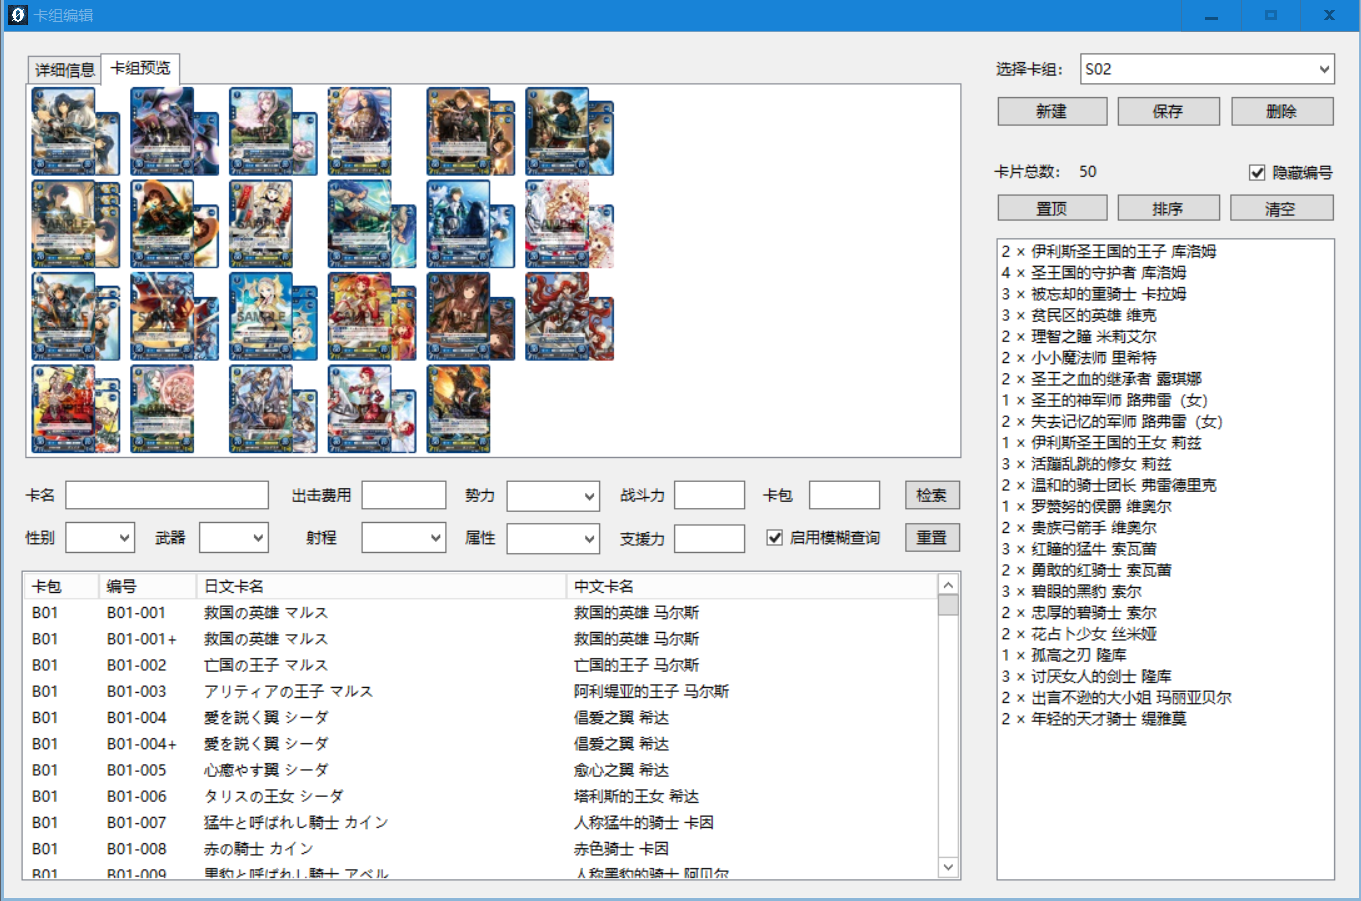 卡组编辑
详细信息 卡组预览
选择卡组: S02
新建 保存 删除
卡片总数: 50 隐藏编号
置顶 排序 清空
2 × 伊利斯圣王国的王子 库洛姆
4 × 圣王国的守护者 库洛姆
3 × 被忘却的重骑士 卡拉姆
3 × 贫民区的英雄 维克
2 × 理智之瞳 米莉艾尔
2 × 小小魔法师 里希特
2 × 圣王之血的继承者 露琪娜
1 × 圣王的神军师 路弗雷（女）
2 × 失去记忆的军师 路弗雷（女）
1 × 伊利斯圣王国的王女 莉兹
3 × 活蹦乱跳的修女 莉兹
2 × 温和的骑士团长 弗雷德里克
1 × 罗赞努的侯爵 维奥尔
2 × 贵族弓箭手 维奥尔
3 × 红瞳的猛牛 索瓦蕾
2 × 勇敢的红骑士 索瓦蕾
3 × 碧眼的黑豹 索尔
2 × 忠厚的碧骑士 索尔
2 × 花占卜少女 丝米娅
1 × 孤高之刃 隆库
3 × 讨厌女人的剑士 隆库
2 × 出言不逊的大小姐 玛丽亚贝尔
2 × 年轻的天才骑士 缇雅莫
卡名 出击费用 势力 战斗力 卡包 检索
性别 武器 射程 属性 支援力 启用模糊查询 重置
卡包 编号 日文卡名 中文卡名
B01 B01-001 救国の英雄 マルス 救国的英雄 马尔斯
B01 B01-001+ 救国の英雄 マルス 救国的英雄 马尔斯
B01 B01-002 亡国の王子 マルス 亡国的王子 马尔斯
B01 B01-003 アリティアの王子 マルス 阿利缇亚的王子 马尔斯
B01 B01-004 愛を説く翼 シーダ 倡爱之翼 希达
B01 B01-004+ 愛を説く翼 シーダ 倡爱之翼 希达
B01 B01-005 心癒やす翼 シーダ 愈心之翼 希达
B01 B01-006 タリスの王女 シーダ 塔利斯的王女 希达
B01 B01-007 猛牛と呼ばれし騎士 カイン 人称猛牛的骑士 卡因
B01 B01-008 赤の騎士 カイン 赤色骑士 卡因
B01 B01-009 黒豹と呼ばれし騎士 アベル 人称黑豹的骑士 阿贝尔